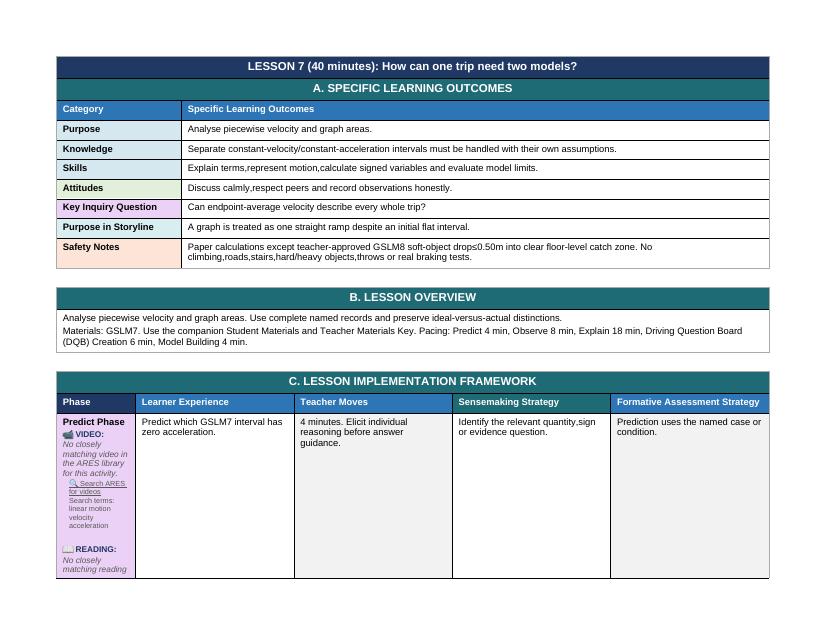 LESSON 7 (40 minutes): How can one trip need two models?
A. SPECIFIC LEARNING OUTCOMES
Category
Specific Learning Outcomes
Purpose
Analyse piecewise velocity and graph areas.
Knowledge
Separate constant-velocity/constant-acceleration intervals must be handled with their own assumptions.
Skills
Explain terms,represent motion,calculate signed variables and evaluate model limits.
Attitudes
Discuss calmly,respect peers and record observations honestly.
Key Inquiry Question
Can endpoint-average velocity describe every whole trip?
Purpose in Storyline
A graph is treated as one straight ramp despite an initial flat interval.
Safety Notes
Paper calculations except teacher-approved GSLM8 soft-object drops≤0.50m into clear floor-level catch zone. No
climbing,roads,stairs,hard/heavy objects,throws or real braking tests.
B. LESSON OVERVIEW
Analyse piecewise velocity and graph areas. Use complete named records and preserve ideal-versus-actual distinctions.
Materials: GSLM7. Use the companion Student Materials and Teacher Materials Key. Pacing: Predict 4 min, Observe 8 min, Explain 18 min, Driving Question Board
(DQB) Creation 6 min, Model Building 4 min.
C. LESSON IMPLEMENTATION FRAMEWORK
Phase
Learner Experience
Teacher Moves
Sensemaking Strategy
Formative Assessment Strategy
Predict Phase
📹 VIDEO:
No closely
matching video in
the ARES library
for this activity.
🔍 Search ARES
for videos
Search terms:
linear motion
velocity
acceleration
📖 READING:
No closely
matching reading
Predict which GSLM7 interval has
zero acceleration.
4 minutes. Elicit individual
reasoning before answer
guidance.
Identify the relevant quantity,sign
or evidence question.
Prediction uses the named case or
condition.